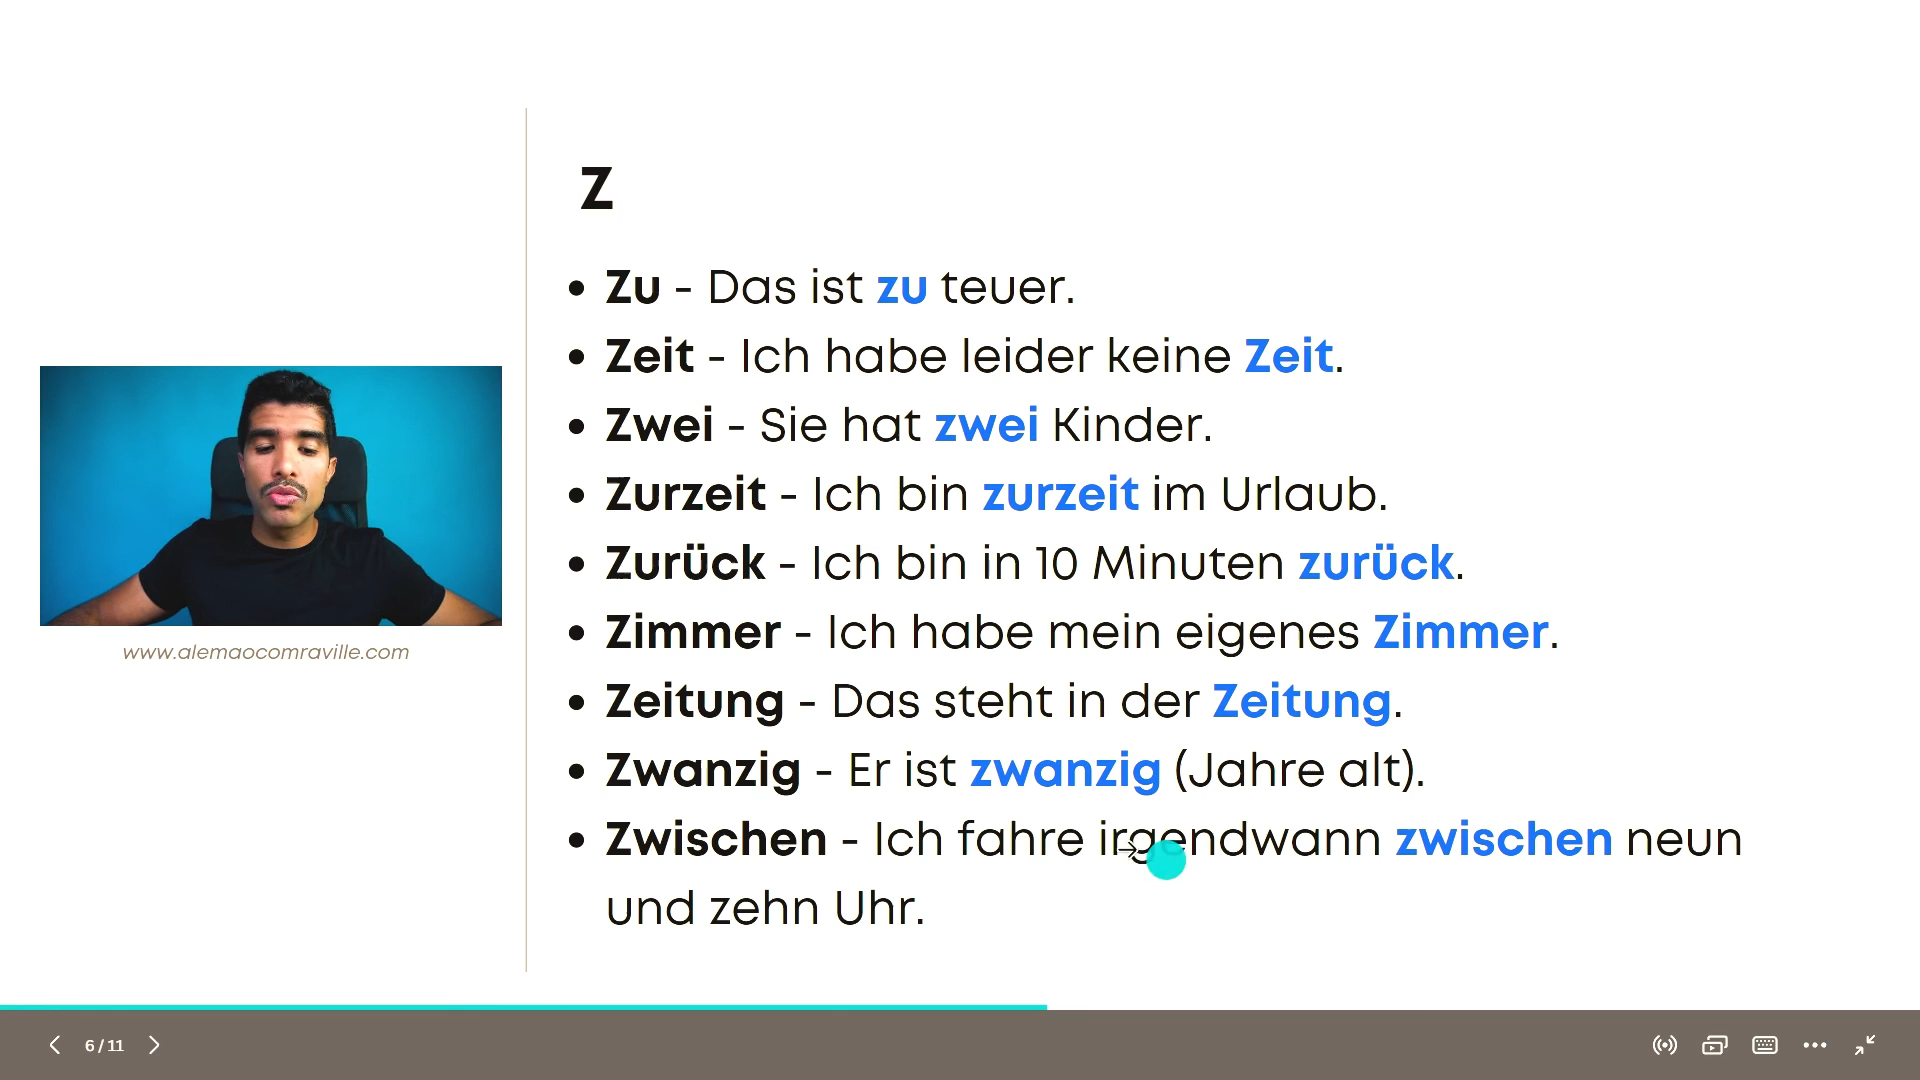 Z
Zu - Das ist zu teuer.
Zeit - Ich habe leider keine Zeit.
Zwei - Sie hat zwei Kinder.
Zurzeit - Ich bin zurzeit im Urlaub.
Zurück - Ich bin in 10 Minuten zurück.
Zimmer - Ich habe mein eigenes Zimmer.
Zeitung - Das steht in der Zeitung.
Zwanzig - Er ist zwanzig (Jahre alt).
Zwischen - Ich fahre irgendwann zwischen neun
und zehn Uhr.
www.alemaocomraville.com
6 / 11